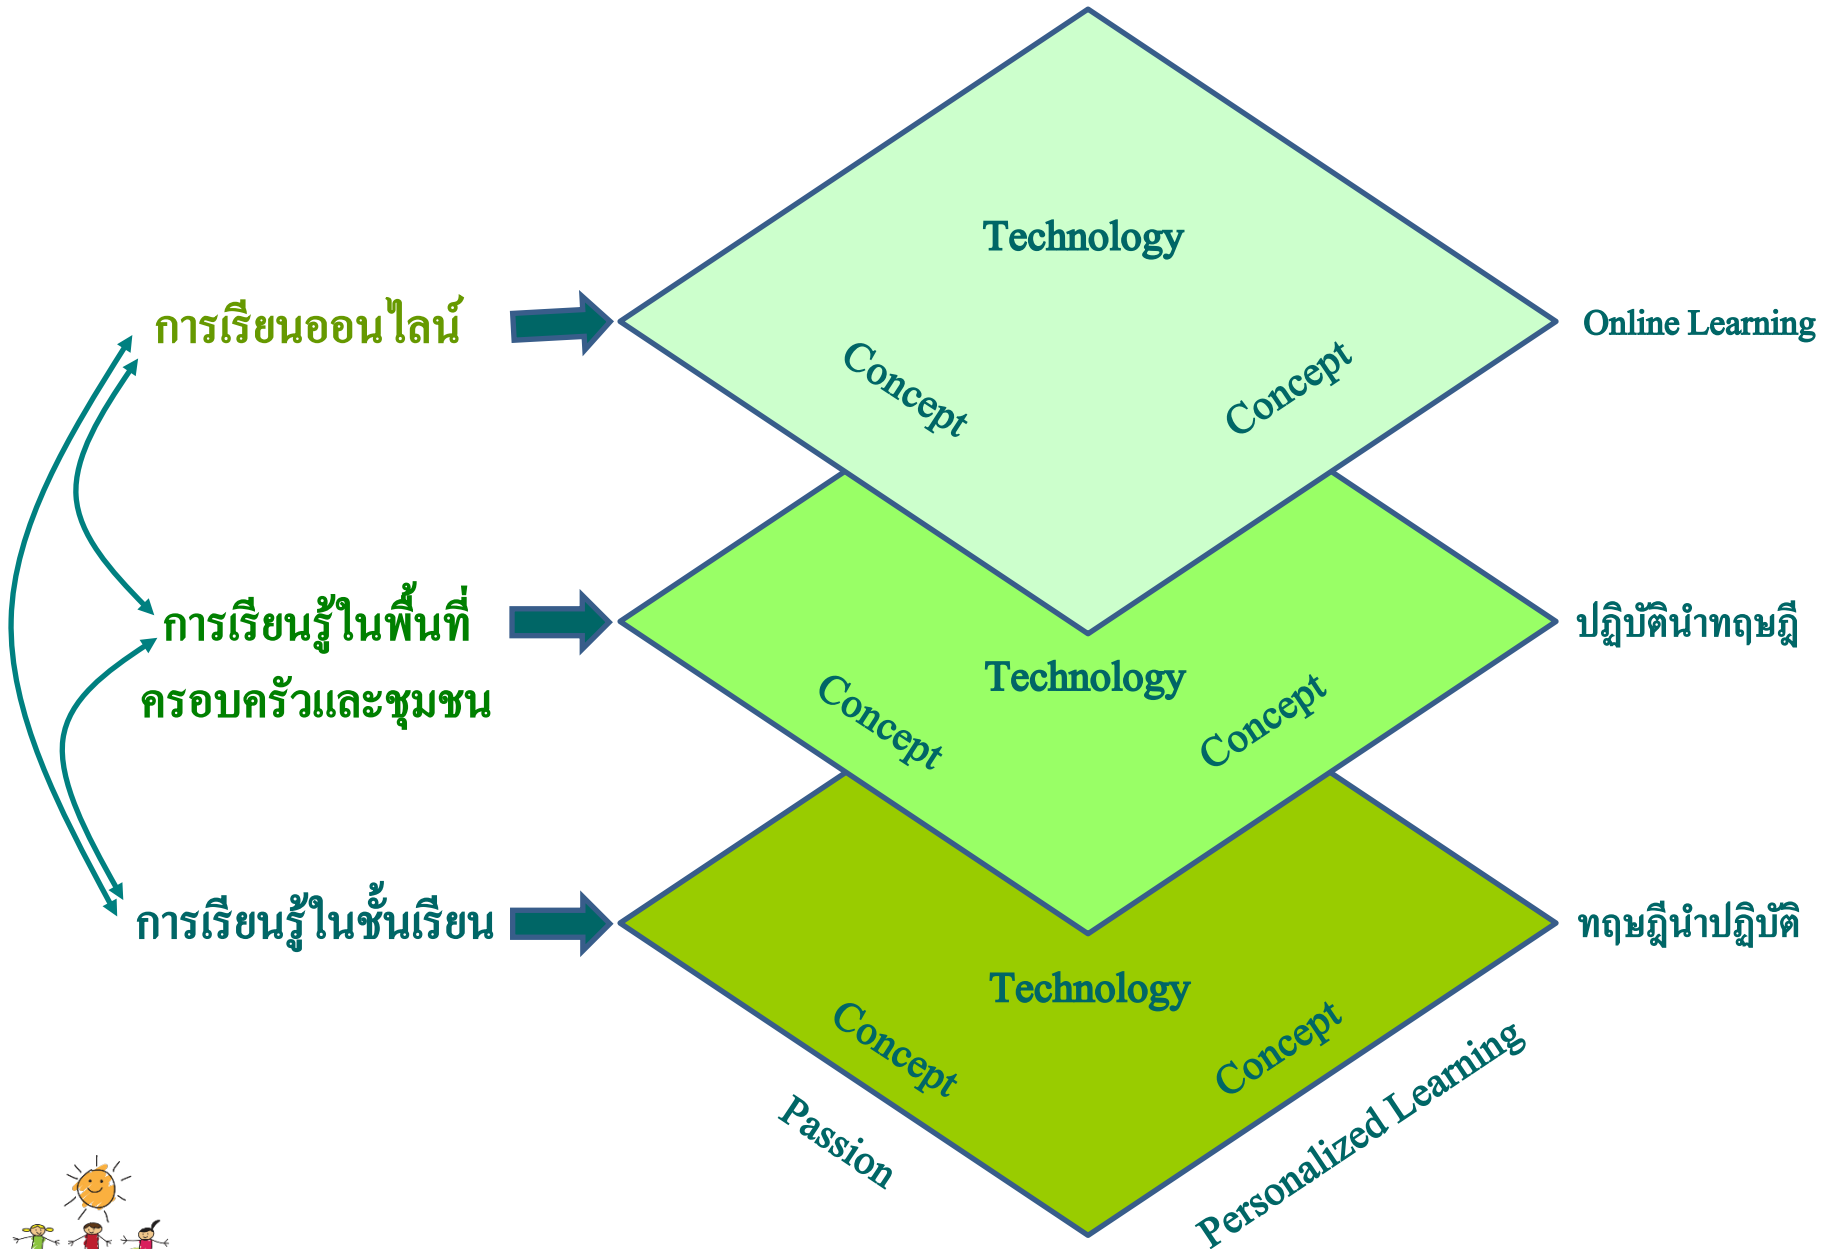 Technology
การเรียนออนไลน์
Online Learning
Concept
Concept
การเรียนรู้ในพื้นที่
ครอบครัวและชุมชน
ปฏิบัตินำทฤษฎี
Technology
Concept
Concept
การเรียนรู้ในชั้นเรียน
ทฤษฎีนำปฏิบัติ
Technology
Concept
Concept
Passion
Personalized Learning